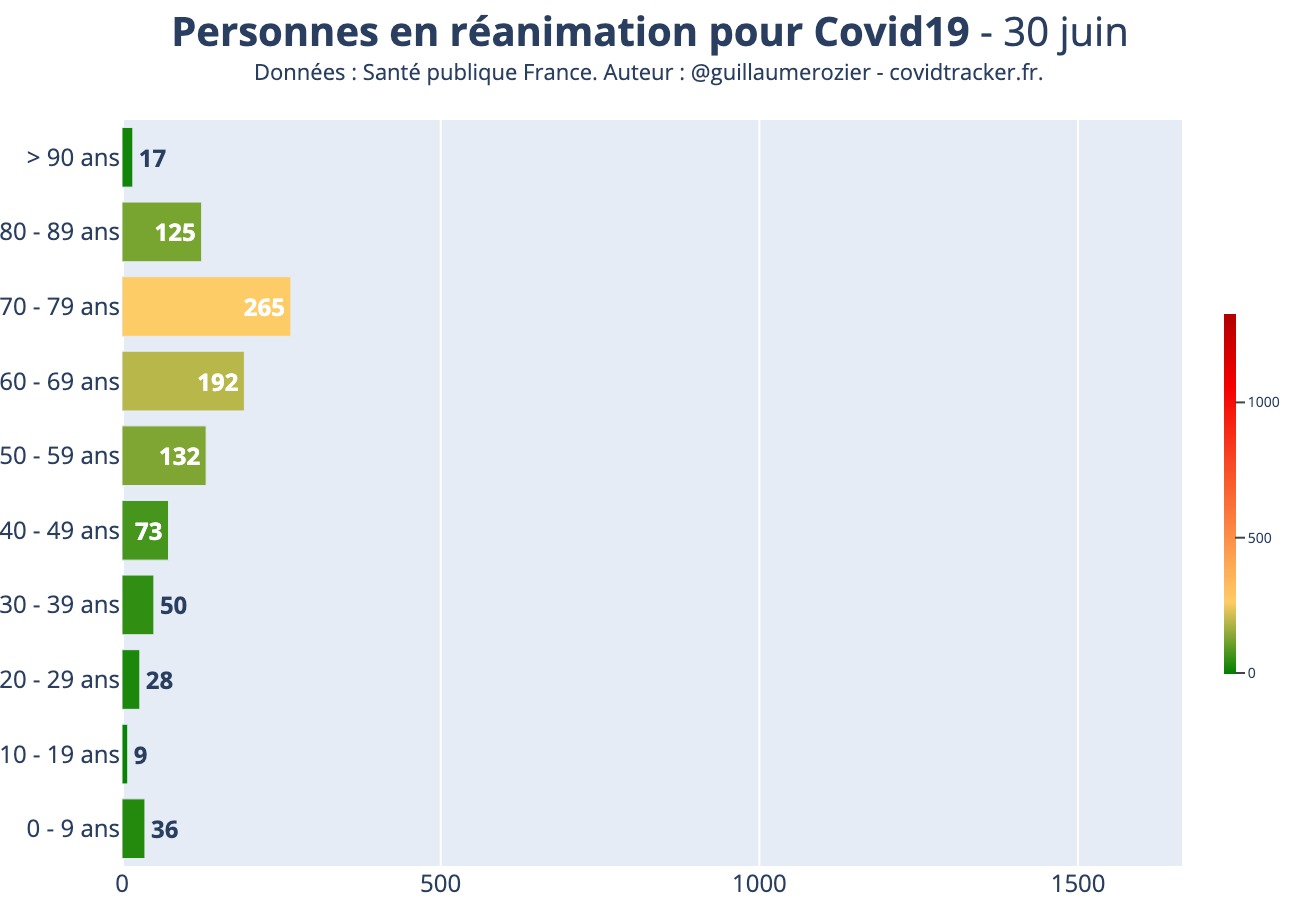 Personnes en réanimation pour Covid19 - 30 juin
Données : Santé publique France. Auteur : @guillaumerozier - covidtracker.fr.
> 90 ans 17
80 - 89 ans 125
70 - 79 ans 265
60 - 69 ans 192
50 - 59 ans 132
40 - 49 ans 73
30 - 39 ans 50
20 - 29 ans 28
10 - 19 ans 9
0 - 9 ans 36
0 500 1000 1500
1000
500
0